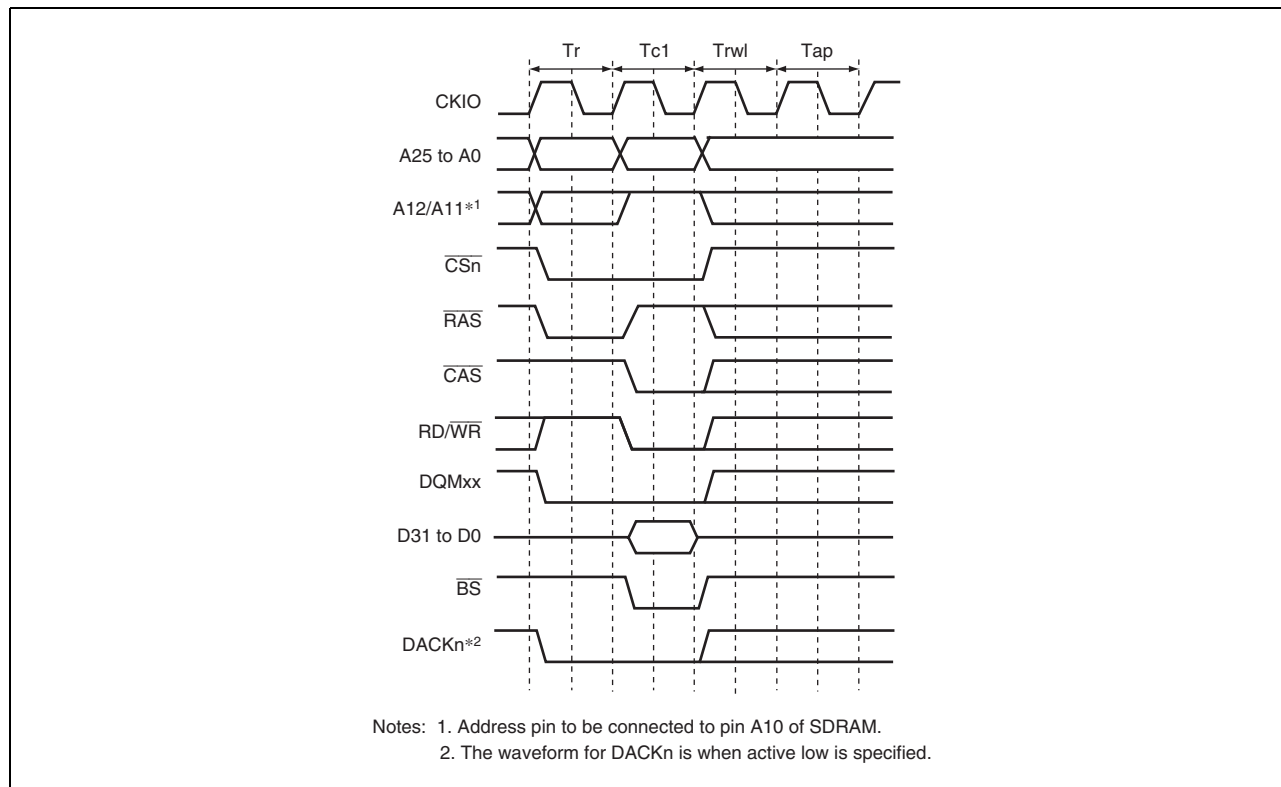 Tr Tc1 Trwl Tap
CKIO
A25 to A0
A12/A11*1
CSn
RAS
CAS
RD/WR
DQMxx
D31 to D0
BS
DACKn*2
Notes: 1. Address pin to be connected to pin A10 of SDRAM.
2. The waveform for DACKn is when active low is specified.